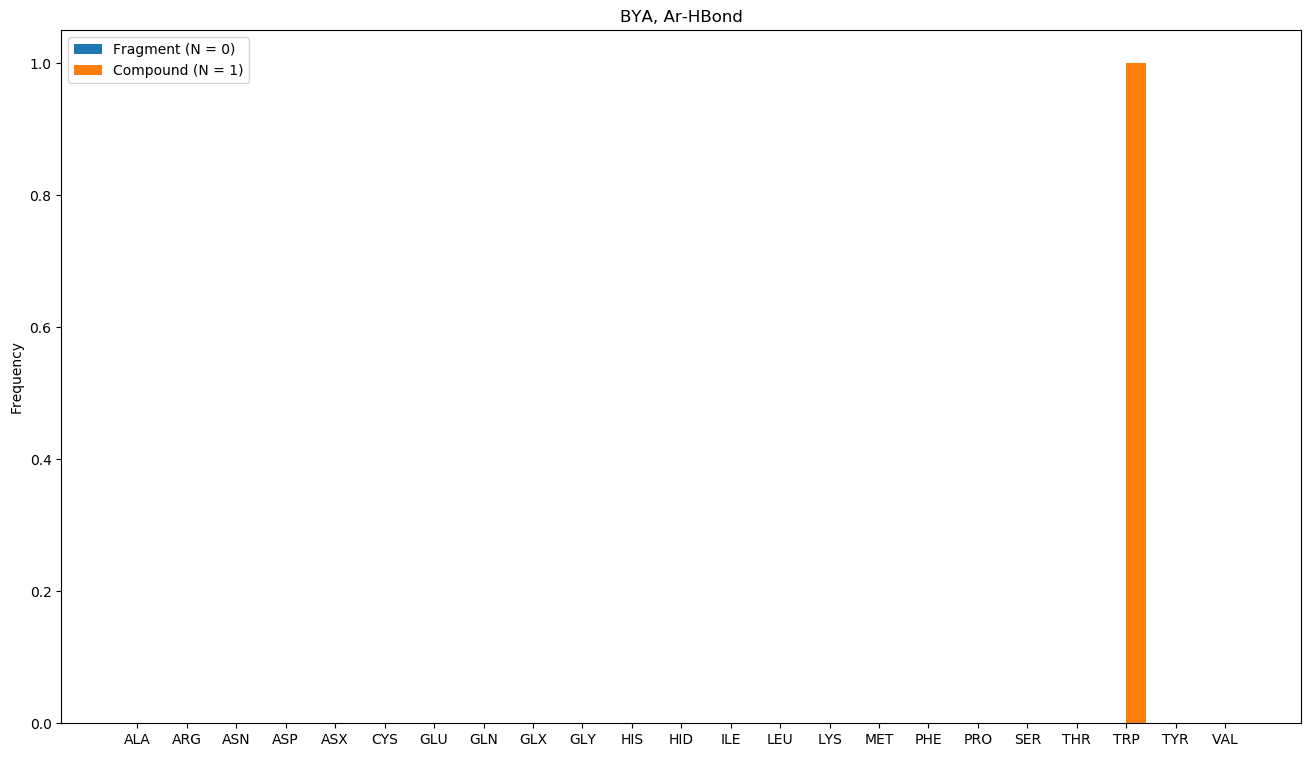 BYA, Ar-HBond
Fragment (N = 0)
Compound (N = 1)
Frequency
1.0
0.8
0.6
0.4
0.2
0.0
ALA ARG ASN ASP ASX CYS GLU GLN GLX GLY HIS HID ILE LEU LYS MET PHE PRO SER THR TRP TYR VAL